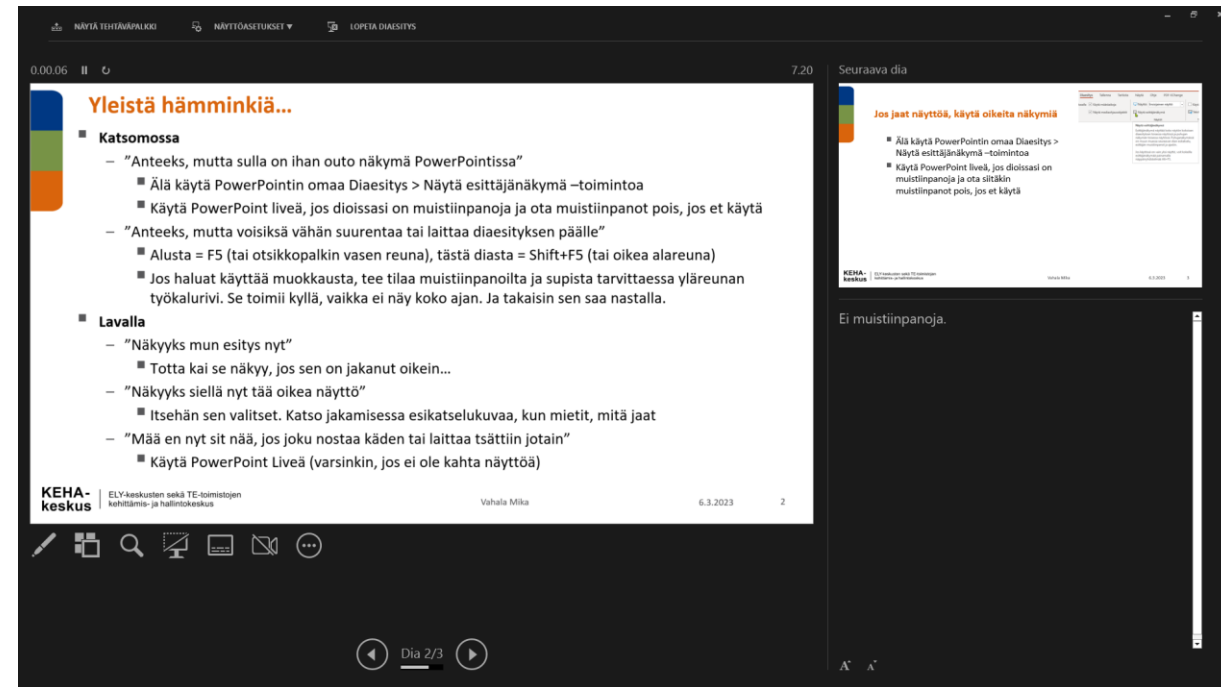 NÄYTÄ TEHTÄVÄPALKKI
NÄYTTÖASETUKSET ▼
LOPETA DIAESITYS
0.00.06
7.20
Yleistä hämminkiä...
Katsomossa
– ”Anteeks, mutta sulla on ihan outo näkymä PowerPointissa”
Älä käytä PowerPointin omaa Diaesitys > Näytä esittäjänäkymä –toimintoa
Käytä PowerPoint liveä, jos dioissasi on muistiinpanoja ja ota muistiinpanot pois, jos et käytä
– ”Anteeks, mutta voisiksä vähän suurentaa tai laittaa diaesityksen päälle”
Alusta = F5 (tai otsikkopalkin vasen reuna), tästä diasta = Shift+F5 (tai oikea alareuna)
Jos haluat käyttää muokkausta, tee tilaa muistiinpanoilta ja supista tarvittaessa yläreunan
työkalurivi. Se toimii kyllä, vaikka ei näy koko ajan. Ja takaisin sen saa nastalla.
Lavalla
– ”Näkyyks mun esitys nyt”
Totta kai se näkyy, jos sen on jakanut oikein...
– ”Näkyyks siellä nyt tää oikea näyttö”
Itsehän sen valitset. Katso jakamisessa esikatselukuvaa, kun mietit, mitä jaat
– ”Mää en nyt sit nää, jos joku nostaa käden tai laittaa tsättiin jotain”
Käytä PowerPoint Liveä (varsinkin, jos ei ole kahta näyttöä)
KEHA-
keskus
ELY-keskusten sekä TE-toimistojen
kehittämis- ja hallintokeskus
Vahala Mika
6.3.2023
2
Dia 2/3
Seuraava dia
Jos jaat näyttöä, käytä oikeita näkymiä
Älä käytä PowerPointin omaa Diaesitys >
Näytä esittäjänäkymä –toimintoa
Käytä PowerPoint liveä, jos dioissasi on
muistiinpanoja ja ota siitäkin
muistiinpanot pois, jos et käytä
KEHA-
keskus
ELY-keskusten sekä TE-toimistojen
kehittämis- ja hallintokeskus
Vahala Mika
6.3.2023
3
Ei muistiinpanoja.
A A